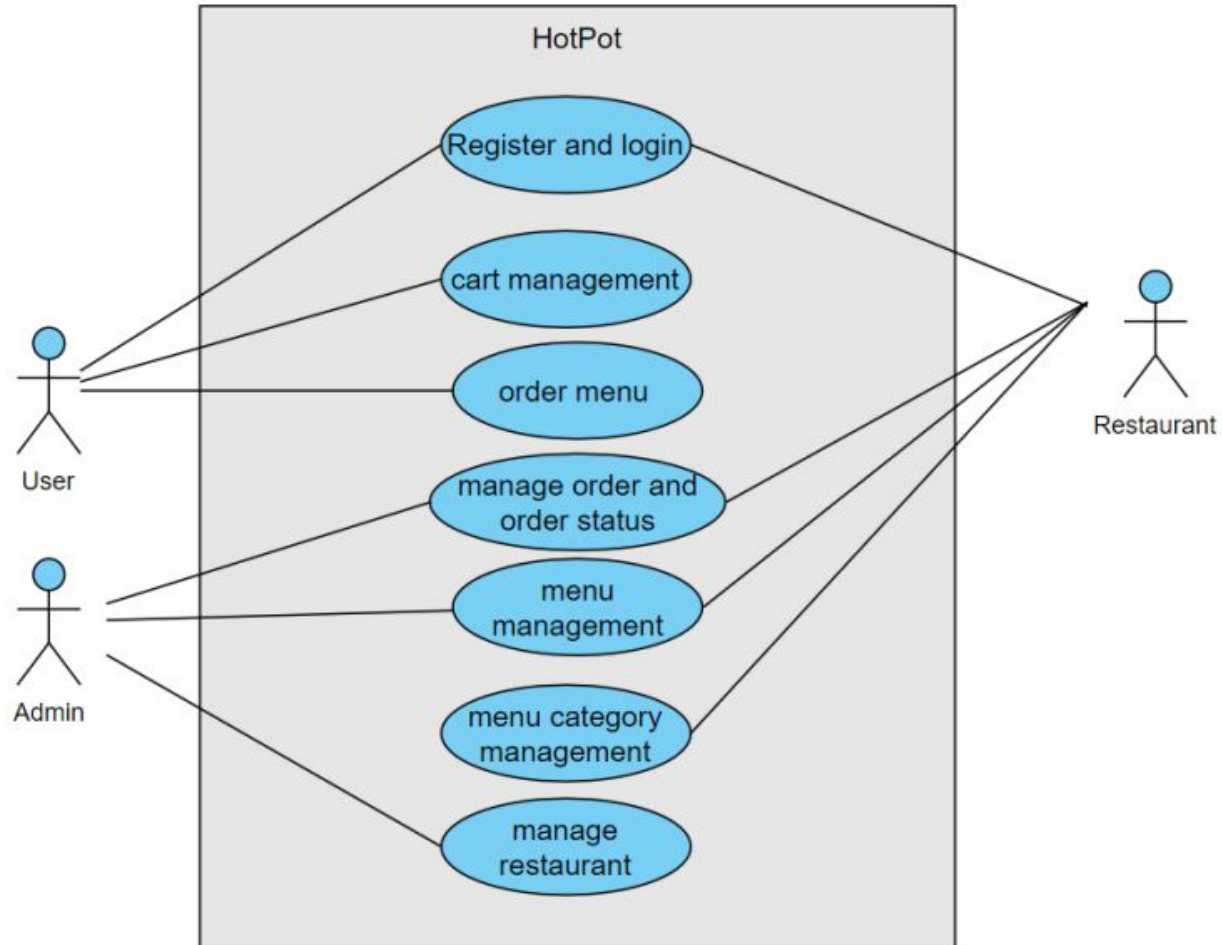 HotPot
Register and login
cart management
order menu
User
manage order and
order status
menu
management
Admin
menu category
management
manage
restaurant
Restaurant